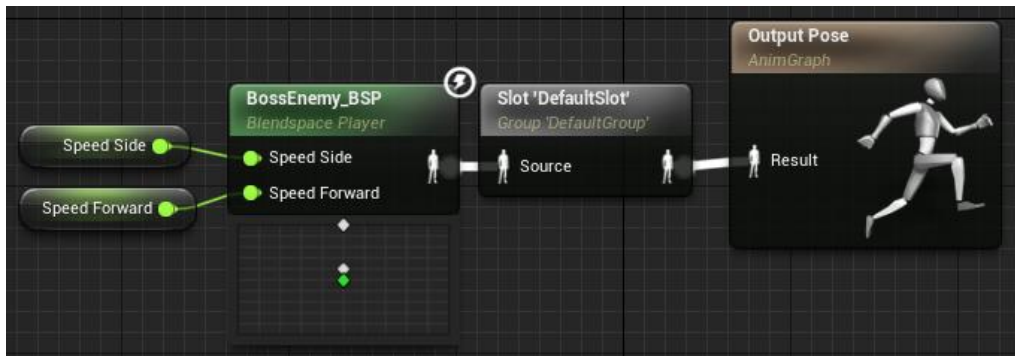 Speed Side
Speed Forward
BossEnemy_BSP
Blendspace Player
Speed Side
Speed Forward
Slot 'DefaultSlot'
Group 'DefaultGroup'
Source
Output Pose
AnimGraph
Result